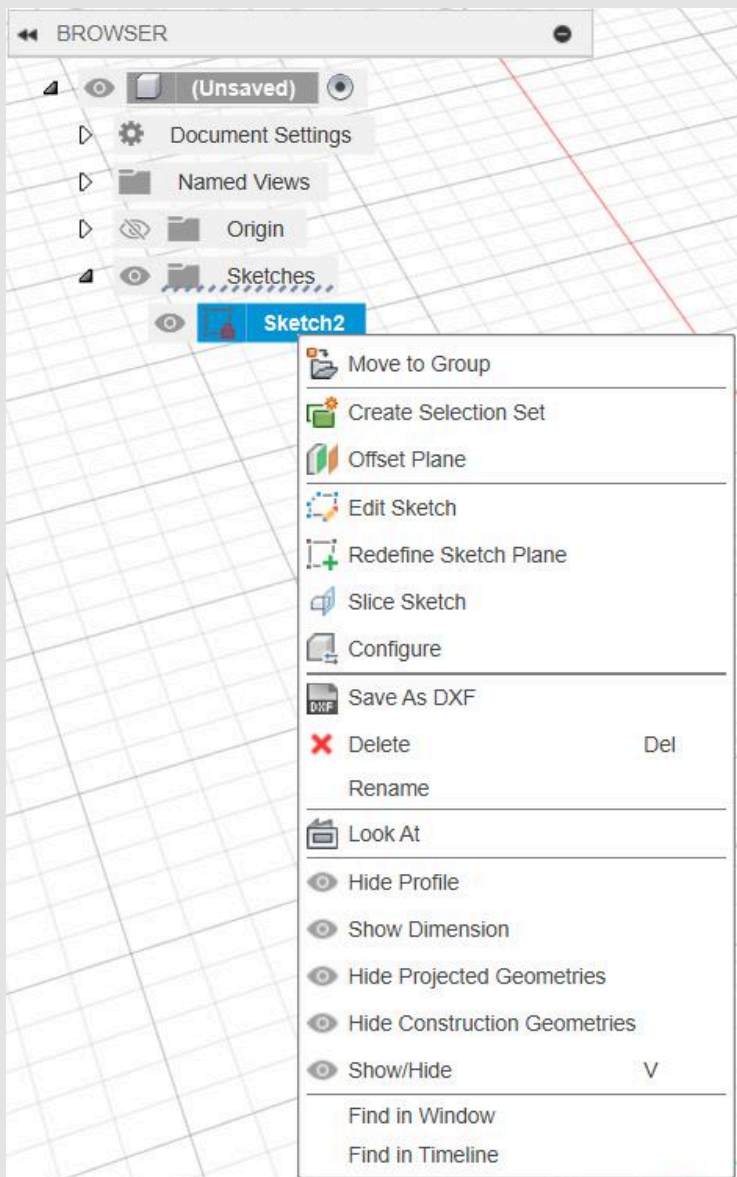 BROWSER
(Unsaved)
Document Settings
Named Views
Origin
Sketches
Sketch2
Move to Group
Create Selection Set
Offset Plane
Edit Sketch
Redefine Sketch Plane
Slice Sketch
Configure
DXF Save As DXF
Delete Del
Rename
Look At
Hide Profile
Show Dimension
Hide Projected Geometries
Hide Construction Geometries
Show/Hide V
Find in Window
Find in Timeline